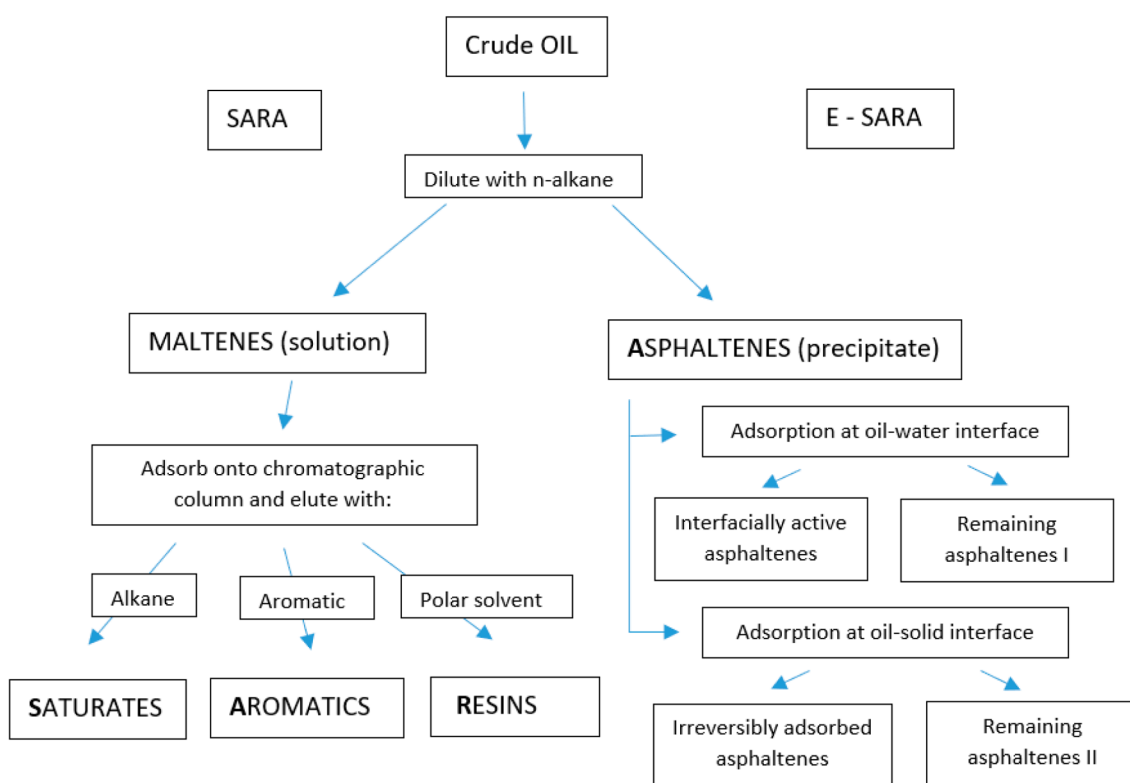 Crude OIL
SARA
E - SARA
Dilute with n-alkane
MALTENES (solution)
ASPHALTENES (precipitate)
Adsorption at oil-water interface
Adsorb onto chromatographic
column and elute with:
Interfacially active
asphaltenes
Remaining
asphaltenes I
Alkane
Aromatic
Polar solvent
Adsorption at oil-solid interface
SATURATES
AROMATICS
RESINS
Irreversibly adsorbed
asphaltenes
Remaining
asphaltenes II